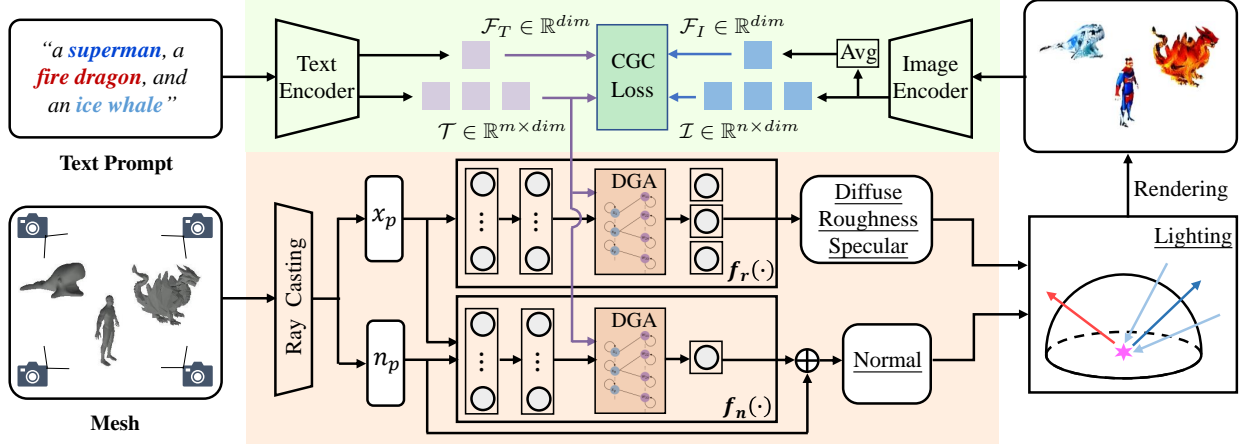 “a superman, a
fire dragon, and
an ice whale”
Text Prompt
Text
Encoder
ℱ_T ∈ ℝ^{dim}
𝒯 ∈ ℝ^{m×dim}
CGC
Loss
ℱ_I ∈ ℝ^{dim}
ℐ ∈ ℝ^{n×dim}
Avg
Image
Encoder
Rendering
Mesh
Ray Casting
x_p
n_p
DGA
f_r(·)
DGA
f_n(·)
Diffuse
Roughness
Specular
Normal
Lighting